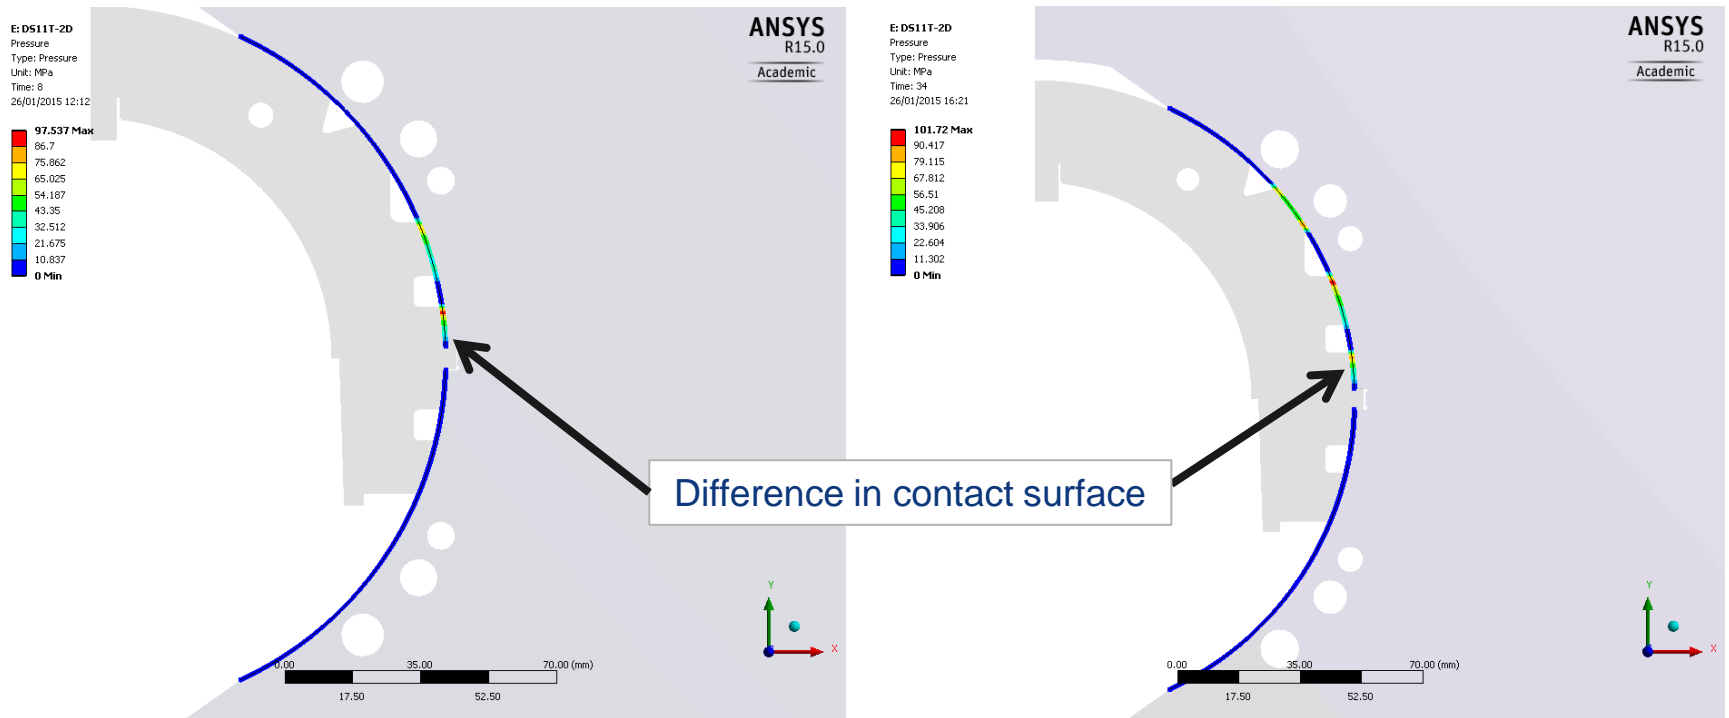 E: DS11T-2D
Pressure
Type: Pressure
Unit: MPa
Time: 8
26/01/2015 12:12
97.537 Max
86.7
75.862
65.025
54.187
43.35
32.512
21.675
10.837
0 Min
ANSYS
R15.0
Academic
Y
X
0.00
35.00
70.00 (mm)
17.50
52.50
Difference in contact surface
E: DS11T-2D
Pressure
Type: Pressure
Unit: MPa
Time: 34
26/01/2015 16:21
101.72 Max
90.417
79.115
67.812
56.51
45.208
33.906
22.604
11.302
0 Min
ANSYS
R15.0
Academic
Y
X
0.00
35.00
70.00 (mm)
17.50
52.50